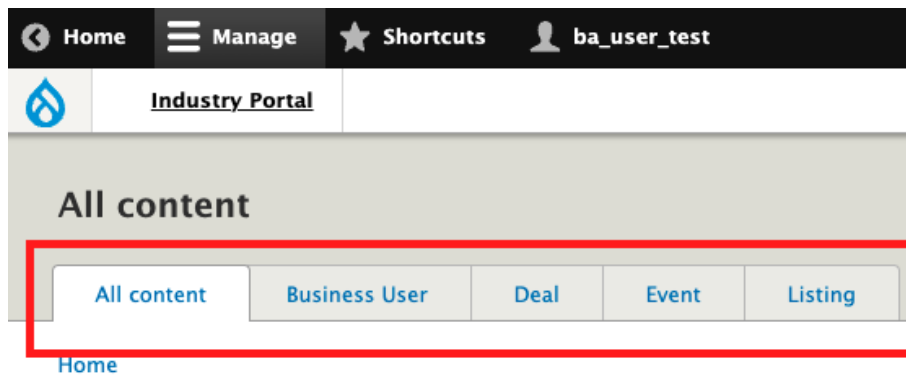 Home Manage Shortcuts ba_user_test
Industry Portal
All content
All content Business User Deal Event Listing
Home